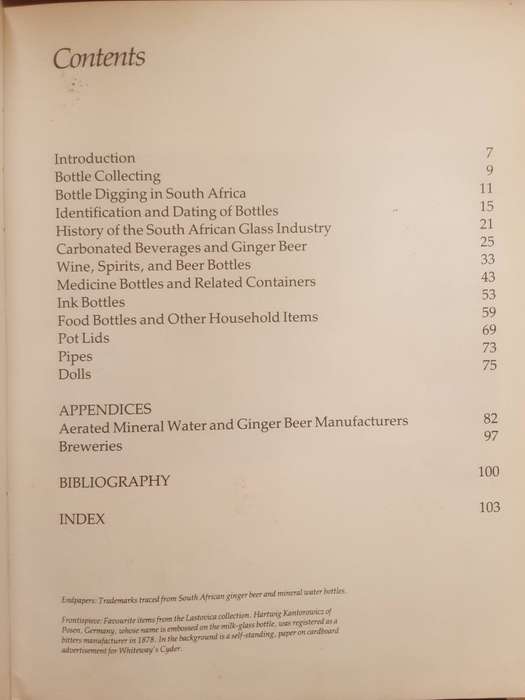 Contents
Introduction 7
Bottle Collecting 9
Bottle Digging in South Africa 11
Identification and Dating of Bottles 15
History of the South African Glass Industry 21
Carbonated Beverages and Ginger Beer 25
Wine, Spirits, and Beer Bottles 33
Medicine Bottles and Related Containers 43
Ink Bottles 53
Food Bottles and Other Household Items 59
Pot Lids 69
Pipes 73
Dolls 75
APPENDICES
Aerated Mineral Water and Ginger Beer Manufacturers 82
Breweries 97
BIBLIOGRAPHY 100
INDEX 103
Endpapers: Trademarks traced from South African ginger beer and mineral water bottles.
Frontispiece: Favourite items from the Lastovica collection. Hartwig Kantorowicz of
Posen, Germany, whose name is embossed on the milk-glass bottle, was registered as a
bitters manufacturer in 1878. In the background is a self-standing, paper on cardboard
advertisement for Whiteway's Cyder.